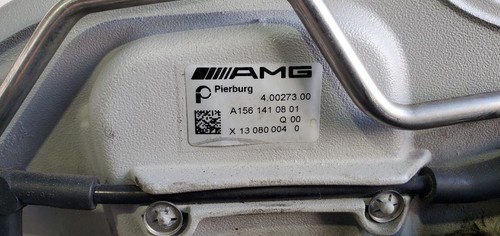 AMG
Pierburg
4.00273.00
A156 141 08 01
Q 00
X 13 080 004 0